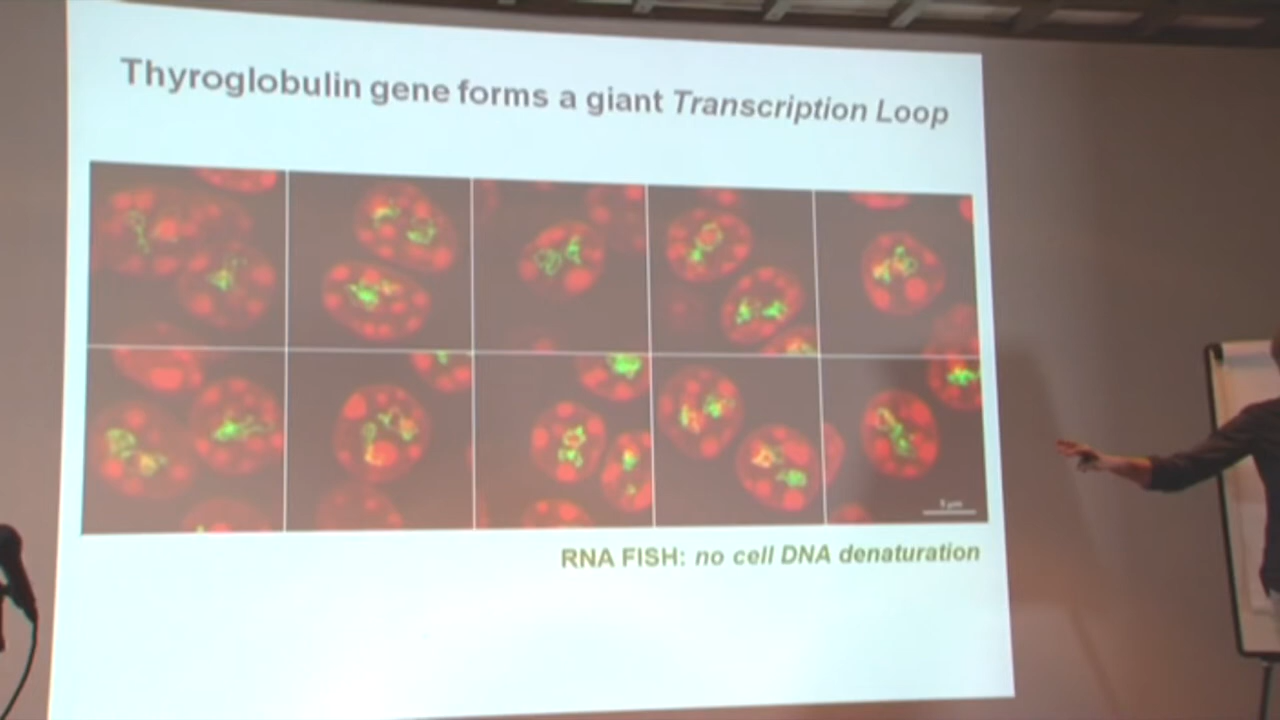 Thyroglobulin gene forms a giant Transcription Loop
RNA FISH: no cell DNA denaturation